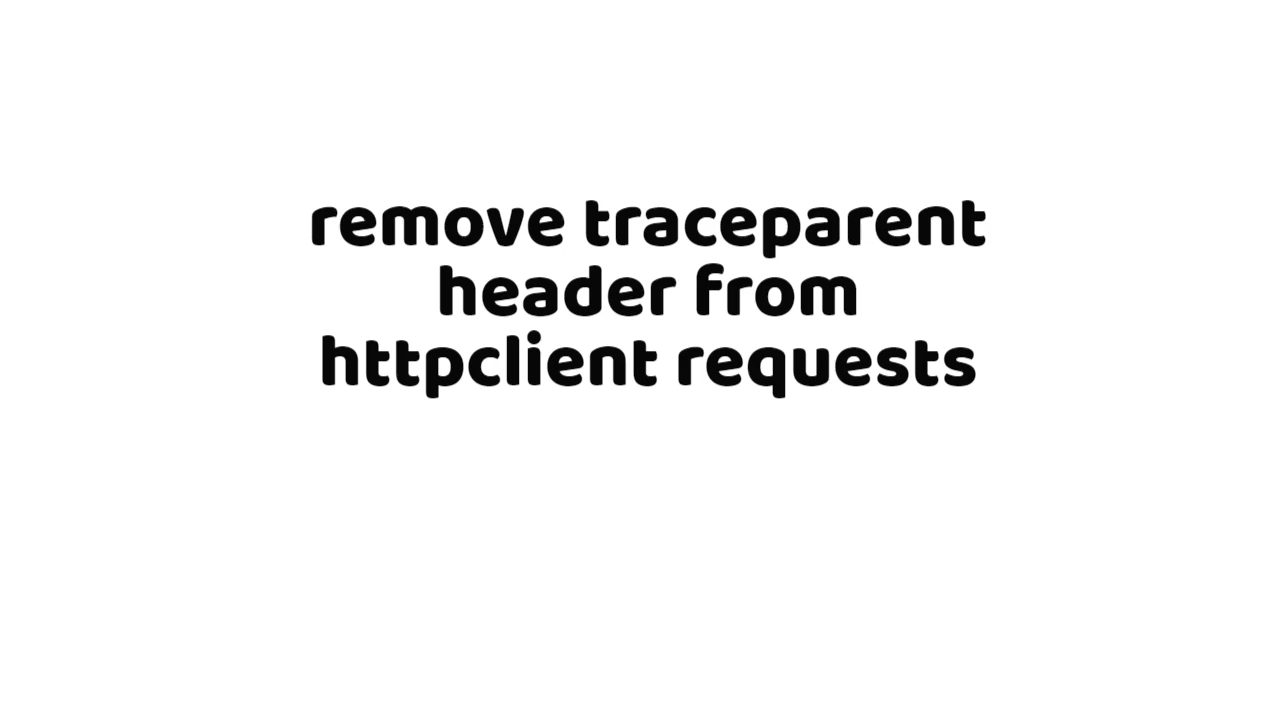 remove traceparent
header from
httpclient requests